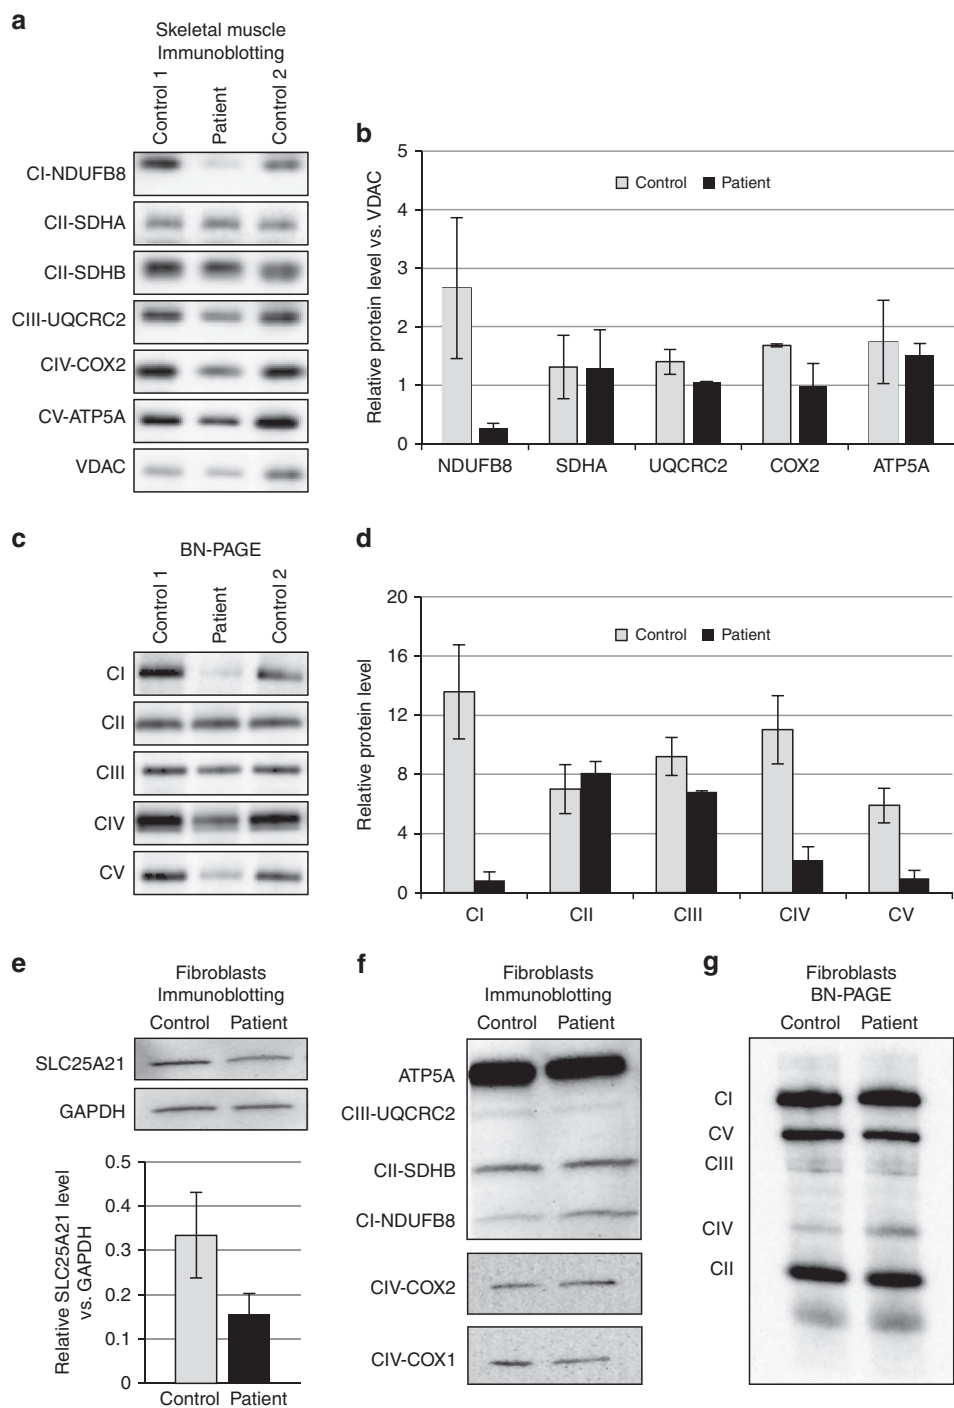 a
Skeletal muscle
Immunoblotting
Control 1
Patient
Control 2
CI-NDUFB8
CII-SDHA
CII-SDHB
CIII-UQCRC2
CIV-COX2
CV-ATP5A
VDAC
b
Relative protein level vs. VDAC
5
4
3
2
1
0
Control
Patient
NDUFB8
SDHA
UQCRC2
COX2
ATP5A
c
BN-PAGE
Control 1
Patient
Control 2
CI
CII
CIII
CIV
CV
d
Relative protein level
20
16
12
8
4
0
Control
Patient
CI
CII
CIII
CIV
CV
e
Fibroblasts
Immunoblotting
Control Patient
SLC25A21
GAPDH
Relative SLC25A21 level
vs. GAPDH
0.5
0.4
0.3
0.2
0.1
0
Control Patient
f
Fibroblasts
Immunoblotting
Control Patient
ATP5A
CIII-UQCRC2
CII-SDHB
CI-NDUFB8
CIV-COX2
CIV-COX1
g
Fibroblasts
BN-PAGE
Control Patient
CI
CV
CIII
CIV
CII